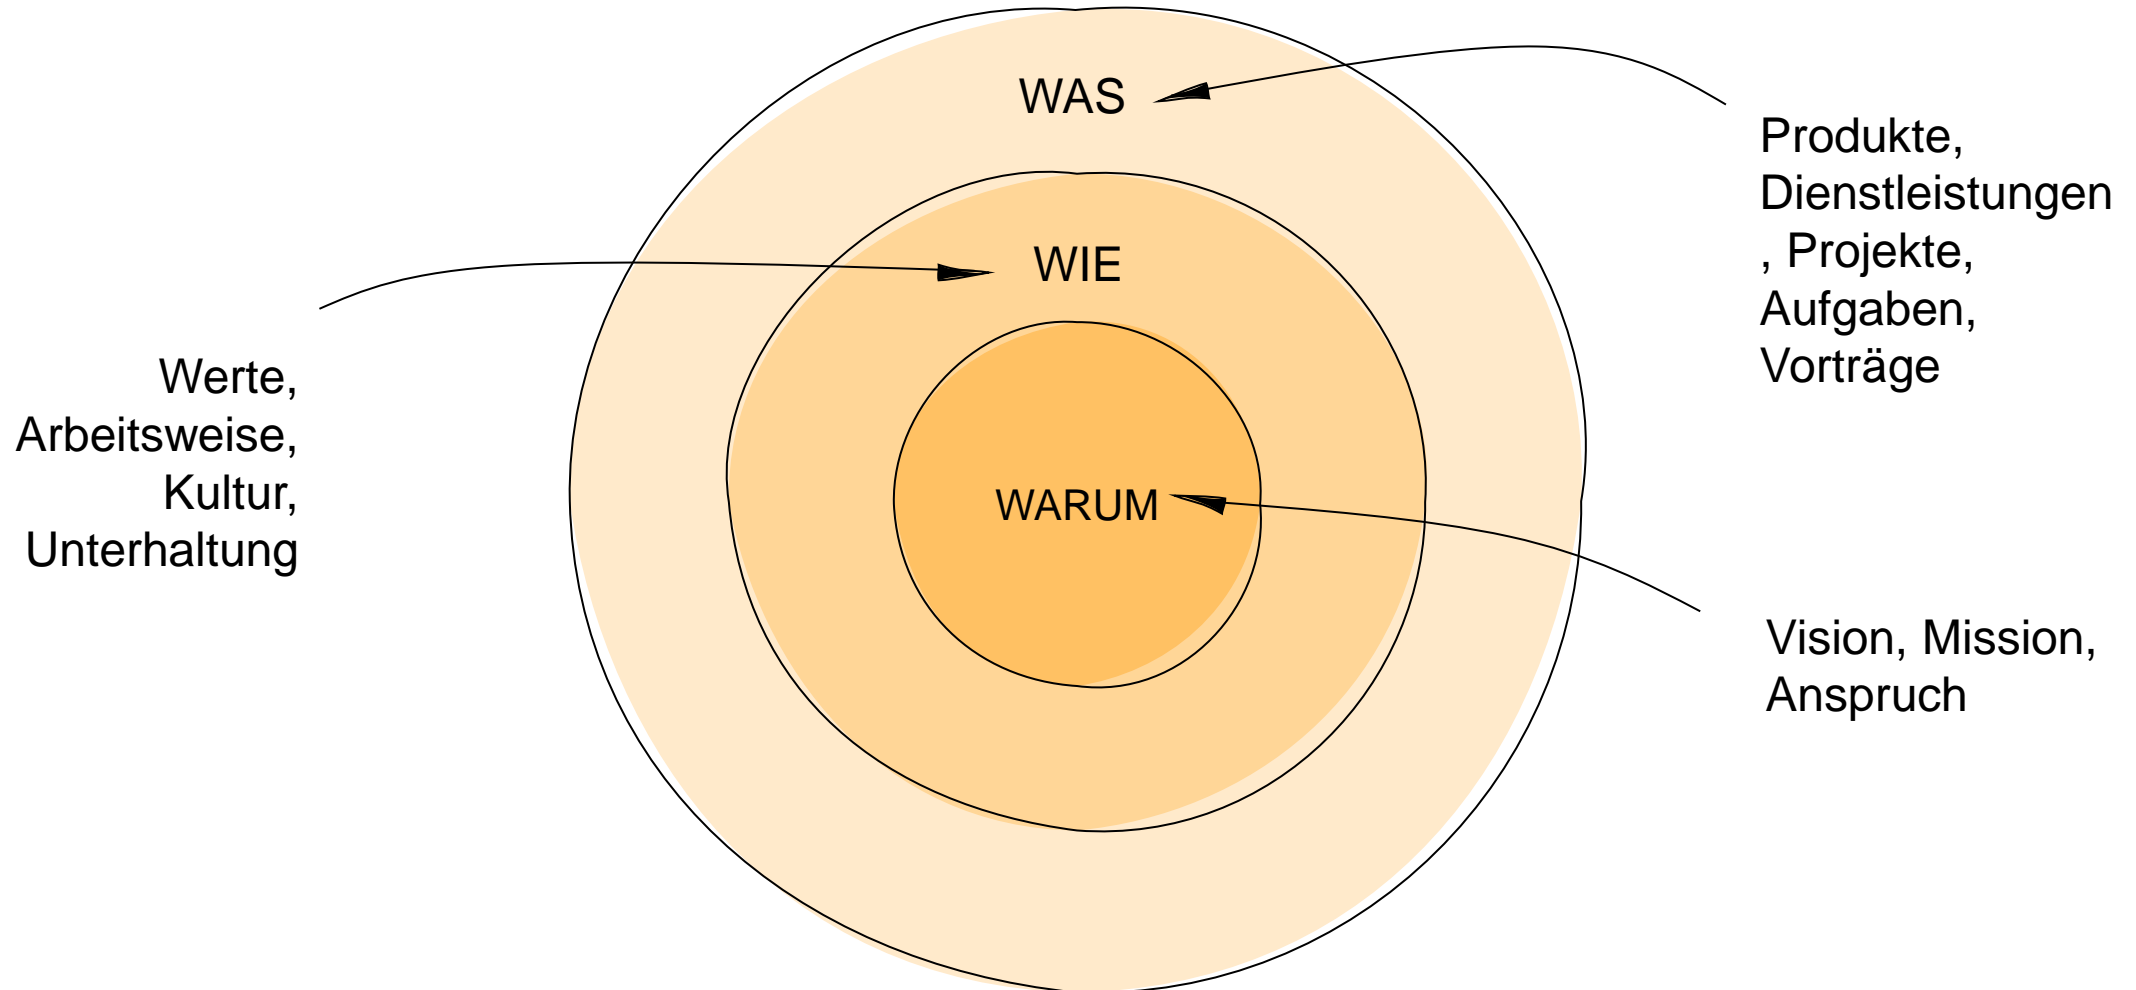 WAS
Produkte,
Dienstleistungen
, Projekte,
Aufgaben,
Vorträge
WIE
Werte,
Arbeitsweise,
Kultur,
Unterhaltung
WARUM
Vision, Mission,
Anspruch